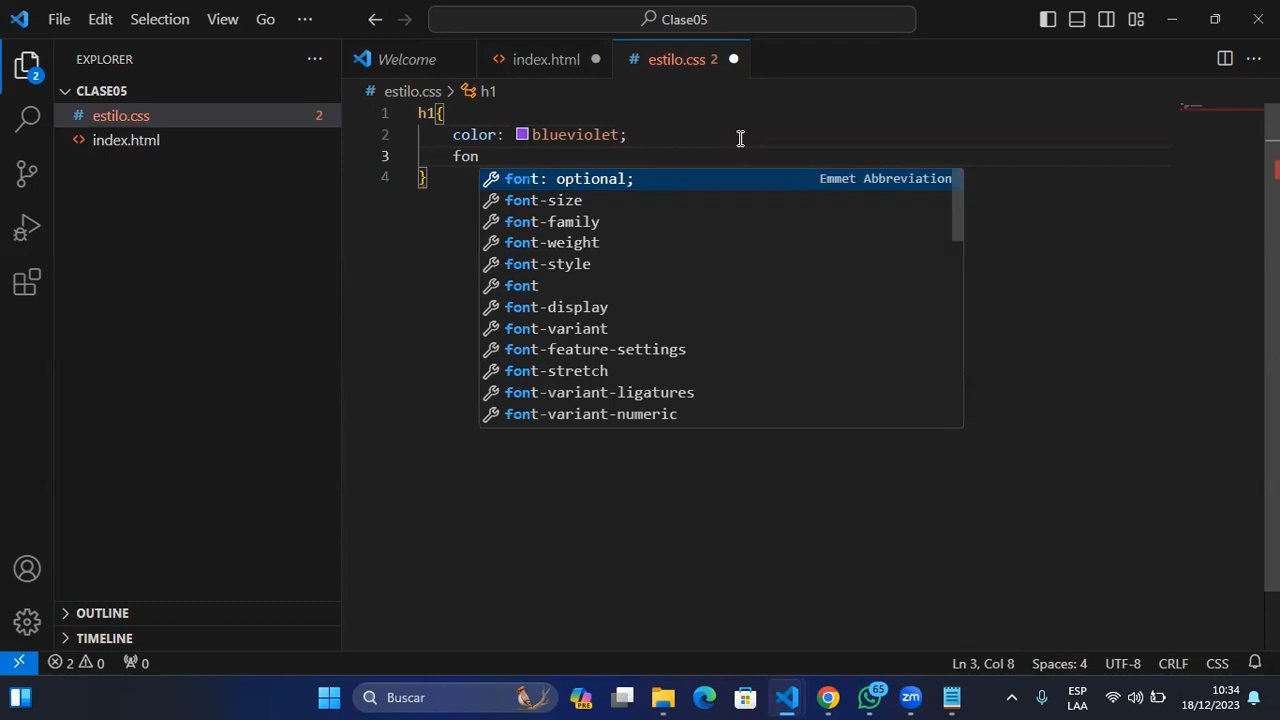 File Edit Selection View Go ··· Clase05
EXPLORER ···
Welcome index.html estilo.css 2
CLASE05
estilo.css > h1
estilo.css 2
index.html
1 h1{
2 color: blueviolet;
3 fon
4 }
font: optional; Emmet Abbreviation
font-size
font-family
font-weight
font-style
font
font-display
font-variant
font-feature-settings
font-stretch
font-variant-ligatures
font-variant-numeric
2
OUTLINE
TIMELINE
2 0 0 Ln 3, Col 8 Spaces: 4 UTF-8 CRLF CSS
Buscar PRE 65 zm ESP LAA 10:34 18/12/2023